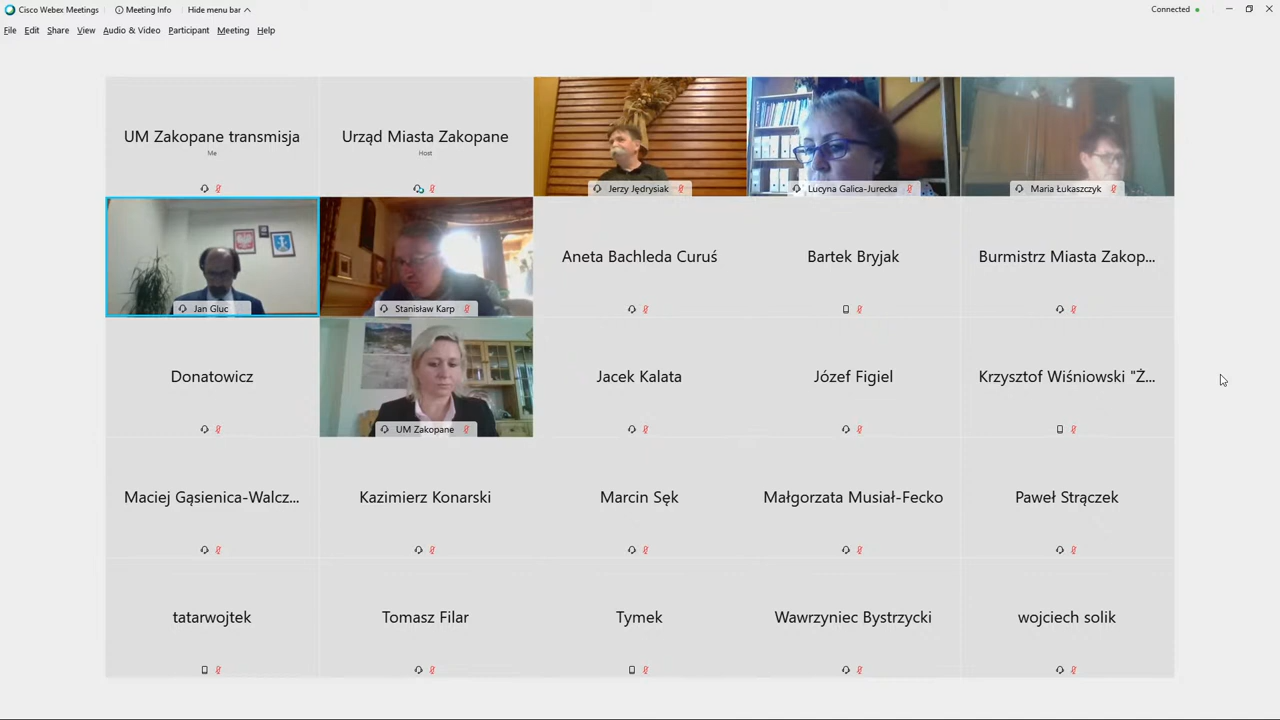 Cisco Webex Meetings
Meeting Info
Hide menu bar
Connected
File Edit Share View Audio & Video Participant Meeting Help
UM Zakopane transmisja
Me
Urząd Miasta Zakopane
Host
Jerzy Jędrysiak
Lucyna Galica-Jurecka
Maria Łukaszczyk
Jan Gluc
Stanisław Karp
Aneta Bachleda Curuś
Bartek Bryjak
Burmistrz Miasta Zakop...
Donatowicz
UM Zakopane
Jacek Kalata
Józef Figiel
Krzysztof Wiśniowski "Ż...
Maciej Gąsienica-Walcz...
Kazimierz Konarski
Marcin Sęk
Małgorzata Musiał-Fecko
Paweł Strączek
tatarwojtek
Tomasz Filar
Tymek
Wawrzyniec Bystrzycki
wojciech solik